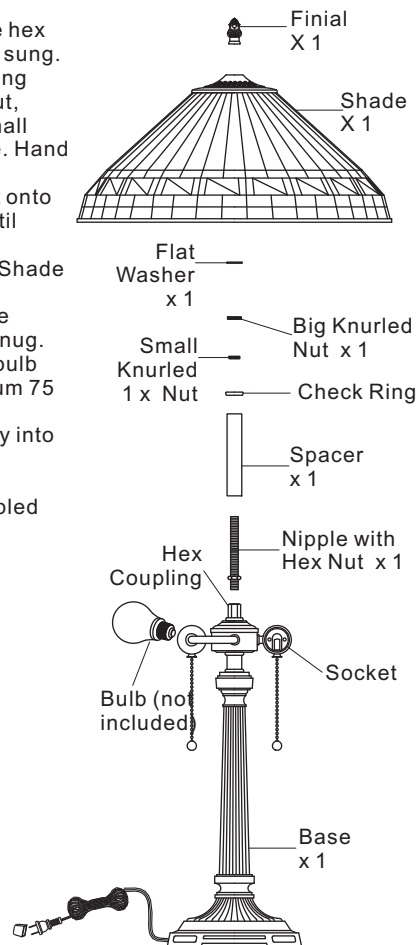 e hex
sung.
ing
ut,
nall
e. Hand
t onto
til
Shade
e
nug.
bulb
um 75
y into
bled
Finial
X 1
Shade
X 1
Flat
Washer
x 1
Big Knurled
Nut x 1
Small
Knurled
1 x Nut
Check Ring
Spacer
x 1
Nipple with
Hex Nut x 1
Hex
Coupling
Socket
Bulb (not
included)
Base
x 1